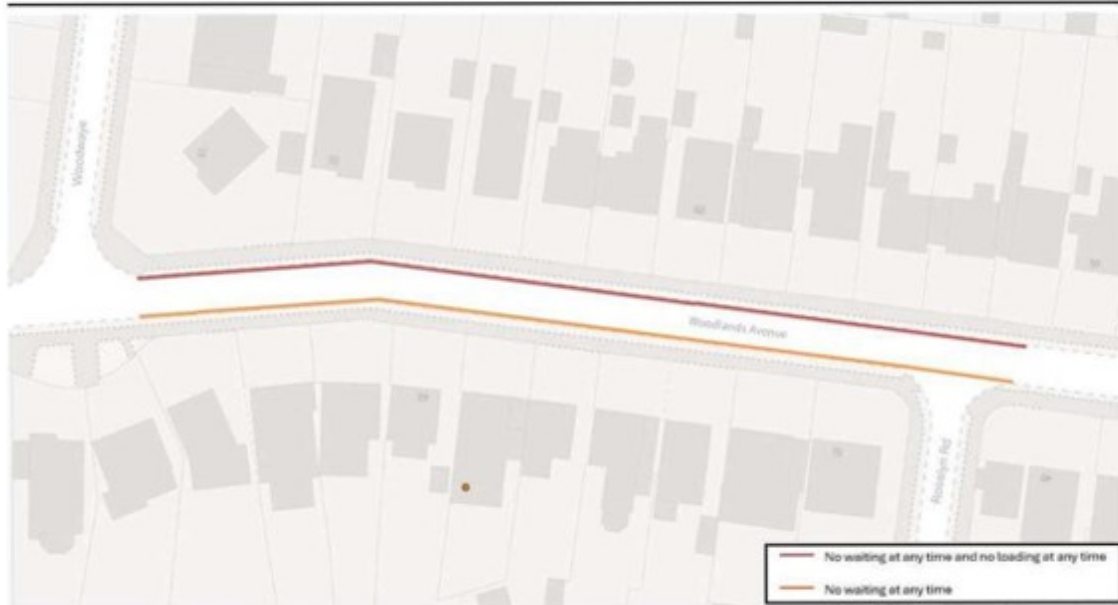 Woodwaye
Woodlands Avenue
Rosslyn Rd
No waiting at any time and no loading at any time
No waiting at any time